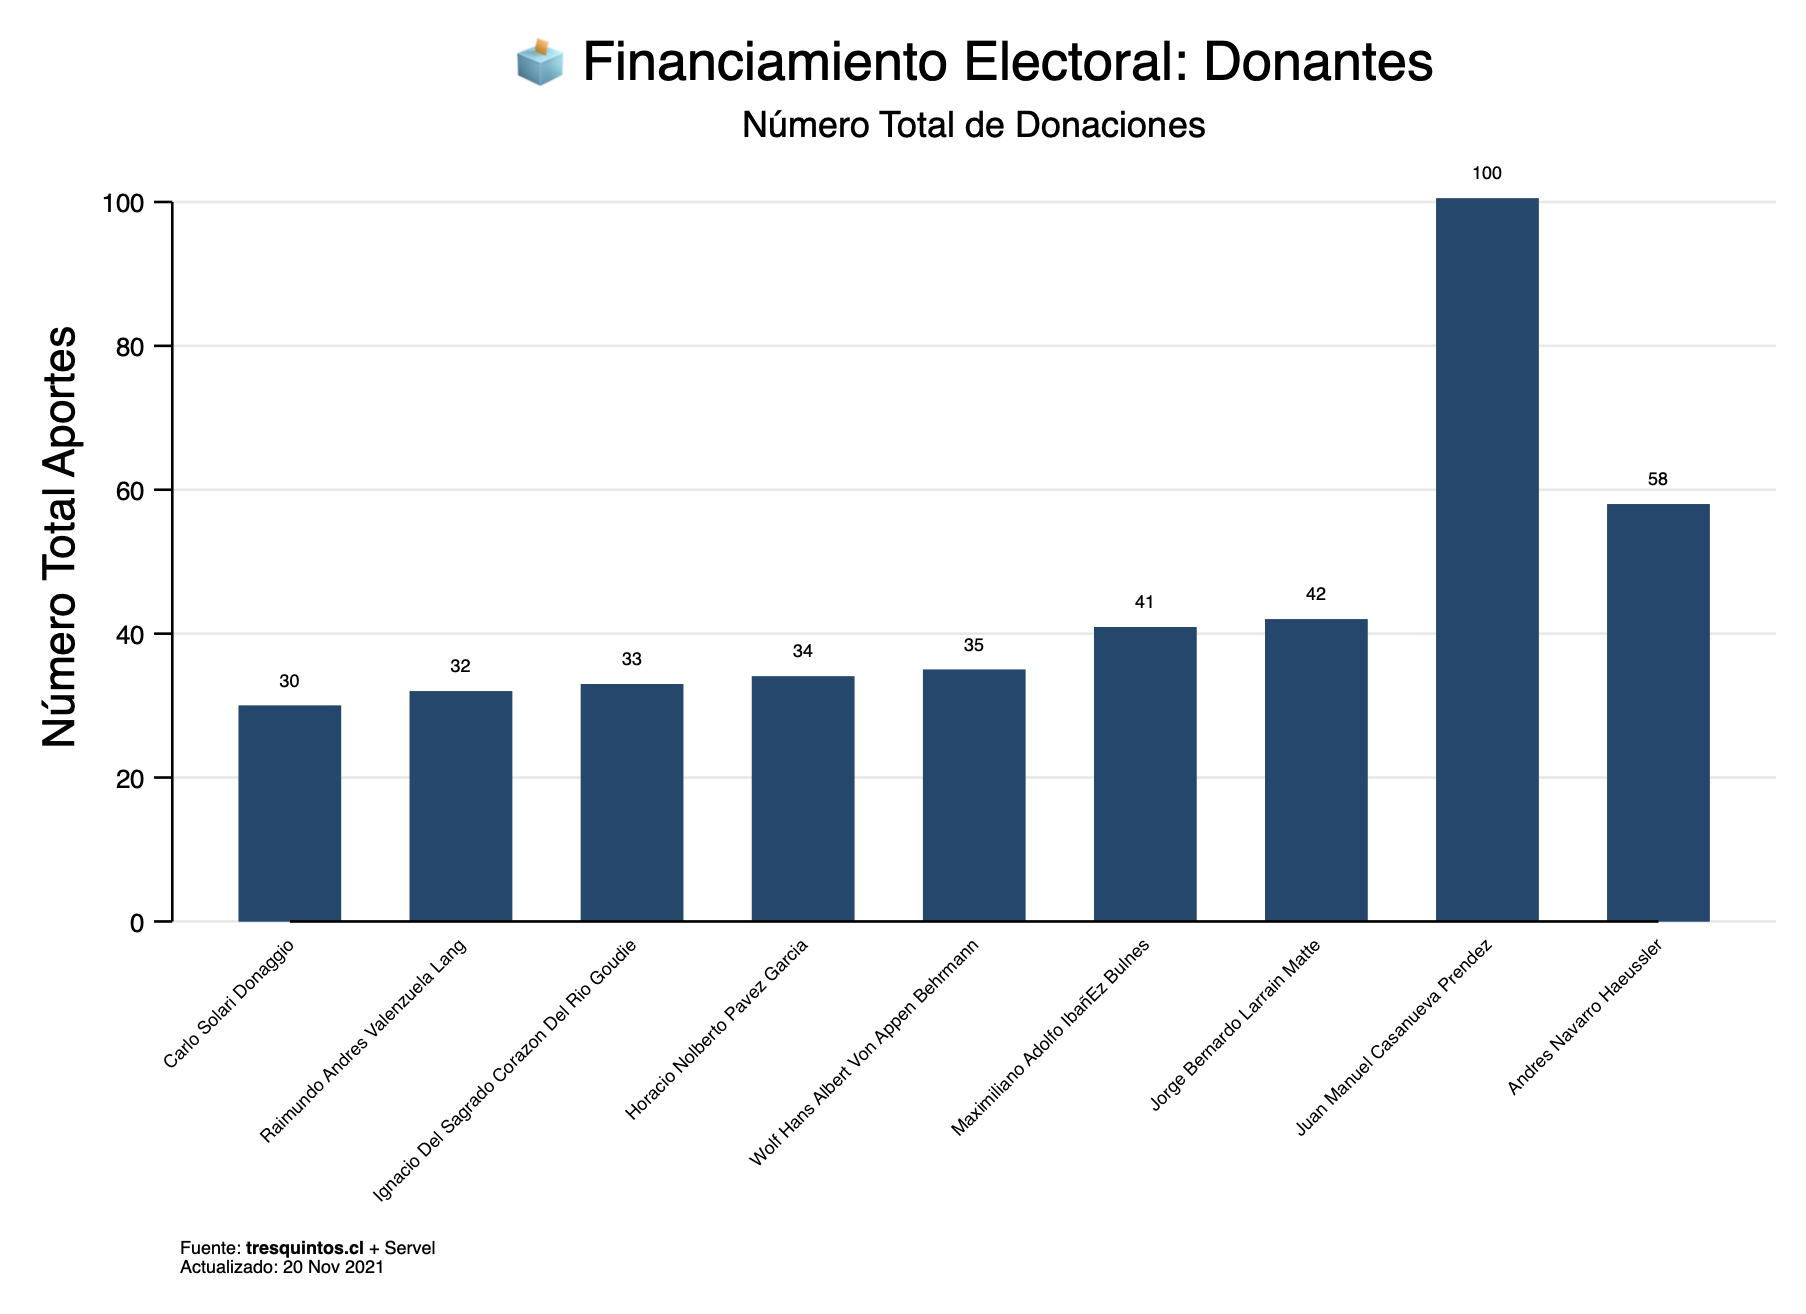 Financiamiento Electoral: Donantes
Número Total de Donaciones
Número Total Aportes
100
80
60
40
20
0
30
32
33
34
35
41
42
100
58
Carlo Solari Donaggio
Raimundo Andres Valenzuela Lang
Ignacio Del Sagrado Corazon Del Rio Goudie
Horacio Nolberto Pavez Garcia
Wolf Hans Albert Von Appen Behrmann
Maximiliano Adolfo IbañEz Bulnes
Jorge Bernardo Larrain Matte
Juan Manuel Casanueva Prendez
Andres Navarro Haeussler
Fuente: tresquintos.cl + Servel
Actualizado: 20 Nov 2021